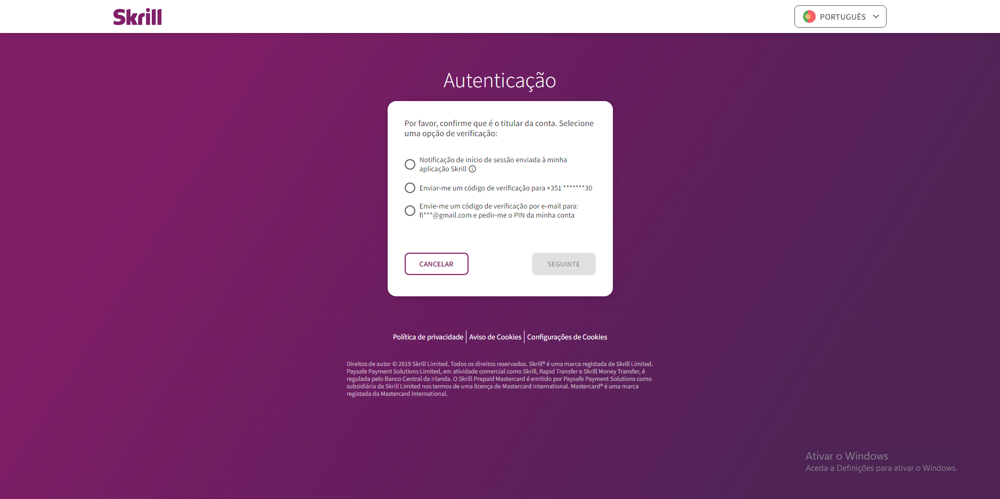 Skrill
PORTUGUÊS
Autenticação
Por favor, confirme que é o titular da conta. Selecione
uma opção de verificação:
Notificação de início de sessão enviada à minha
aplicação Skrill
Enviar-me um código de verificação para +351 *******30
Envie-me um código de verificação por e-mail para:
fi***@gmail.com e pedir-me o PIN da minha conta
CANCELAR
SEGUINTE
Política de privacidade
Aviso de Cookies
Configurações de Cookies
Direitos de autor © 2019 Skrill Limited. Todos os direitos reservados. Skrill® é uma marca registada de Skrill Limited.
Paysafe Payment Solutions Limited, em atividade comercial como Skrill, Rapid Transfer e Skrill Money Transfer, é
regulada pelo Banco Central da Irlanda. O Skrill Prepaid Mastercard é emitido por Paysafe Payment Solutions como
subsidiária da Skrill Limited nos termos de uma licença de Mastercard International. Mastercard® é uma marca
registada da Mastercard International.
Ativar o Windows
Aceda a Definições para ativar o Windows.